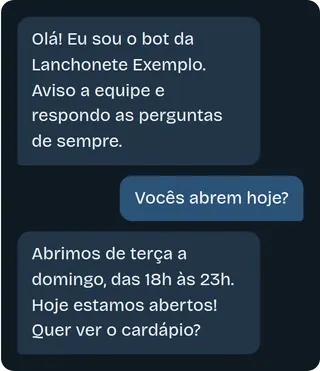 Olá! Eu sou o bot da
Lanchonete Exemplo.
Aviso a equipe e
respondo as perguntas
de sempre.
Vocês abrem hoje?
Abrimos de terça a
domingo, das 18h às 23h.
Hoje estamos abertos!
Quer ver o cardápio?